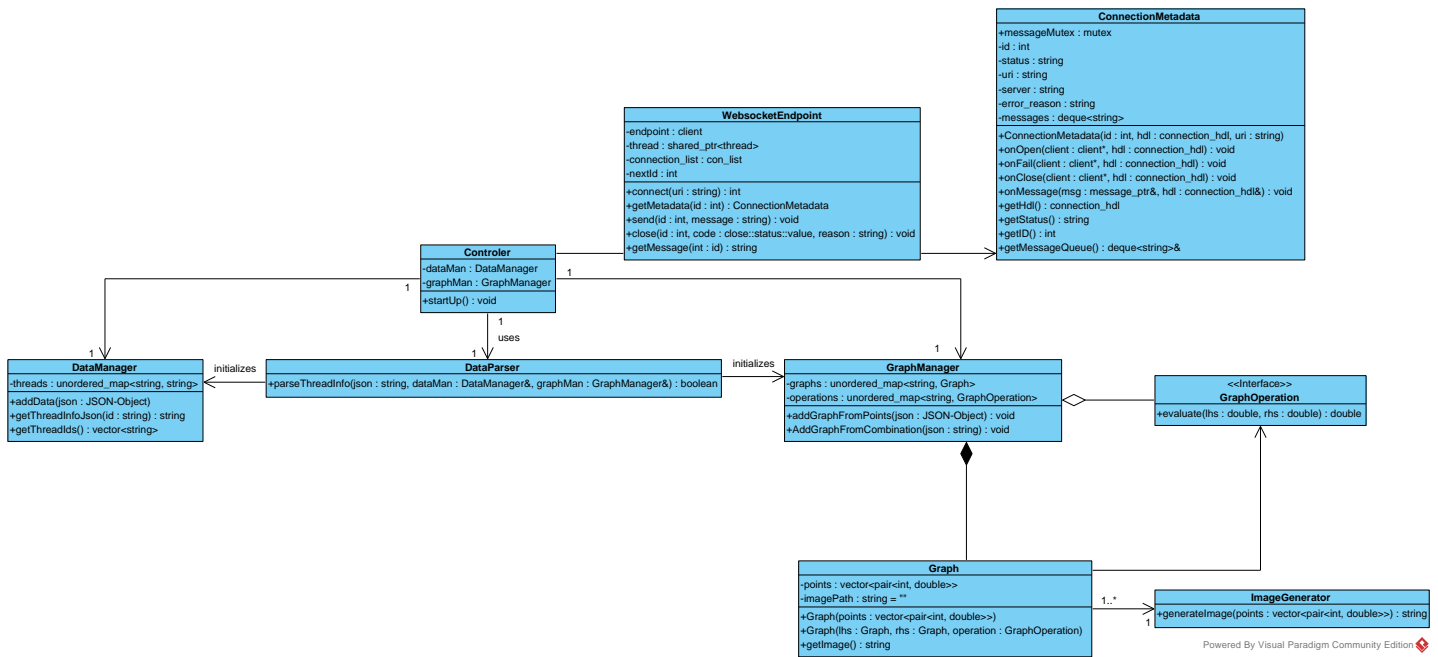 ConnectionMetadata
+messageMutex : mutex
-id : int
-status : string
-uri : string
-server : string
-error_reason : string
-messages : deque<string>
+ConnectionMetadata(id : int, hdl : connection_hdl, uri : string)
+onOpen(client : client*, hdl : connection_hdl) : void
+onFail(client : client*, hdl : connection_hdl) : void
+onClose(client : client*, hdl : connection_hdl) : void
+onMessage(msg : message_ptr&, hdl : connection_hdl&) : void
+getHdl() : connection_hdl
+getStatus() : string
+getID() : int
+getMessageQueue() : deque<string>&
WebsocketEndpoint
-endpoint : client
-thread : shared_ptr<thread>
-connection_list : con_list
-nextId : int
+connect(uri : string) : int
+getMetadata(id : int) : ConnectionMetadata
+send(id : int, message : string) : void
+close(id : int, code : close::status::value, reason : string) : void
+getMessage(int : id) : string
Controler
-dataMan : DataManager
-graphMan : GraphManager
+startUp() : void
1
1
1
uses
1
1
1
DataManager
-threads : unordered_map<string, string>
+addData(json : JSON-Object)
+getThreadInfoJson(id : string) : string
+getThreadIds() : vector<string>
initializes
DataParser
+parseThreadInfo(json : string, dataMan : DataManager&, graphMan : GraphManager&) : boolean
initializes
GraphManager
-graphs : unordered_map<string, Graph>
-operations : unordered_map<string, GraphOperation>
+addGraphFromPoints(json : JSON-Object) : void
+AddGraphFromCombination(json : string) : void
<<Interface>>
GraphOperation
+evaluate(lhs : double, rhs : double) : double
Graph
-points : vector<pair<int, double>>
-imagePath : string = ""
+Graph(points : vector<pair<int, double>>)
+Graph(lhs : Graph, rhs : Graph, operation : GraphOperation)
+getImage() : string
1..*
1
ImageGenerator
+generateImage(points : vector<pair<int, double>>) : string
Powered By Visual Paradigm Community Edition